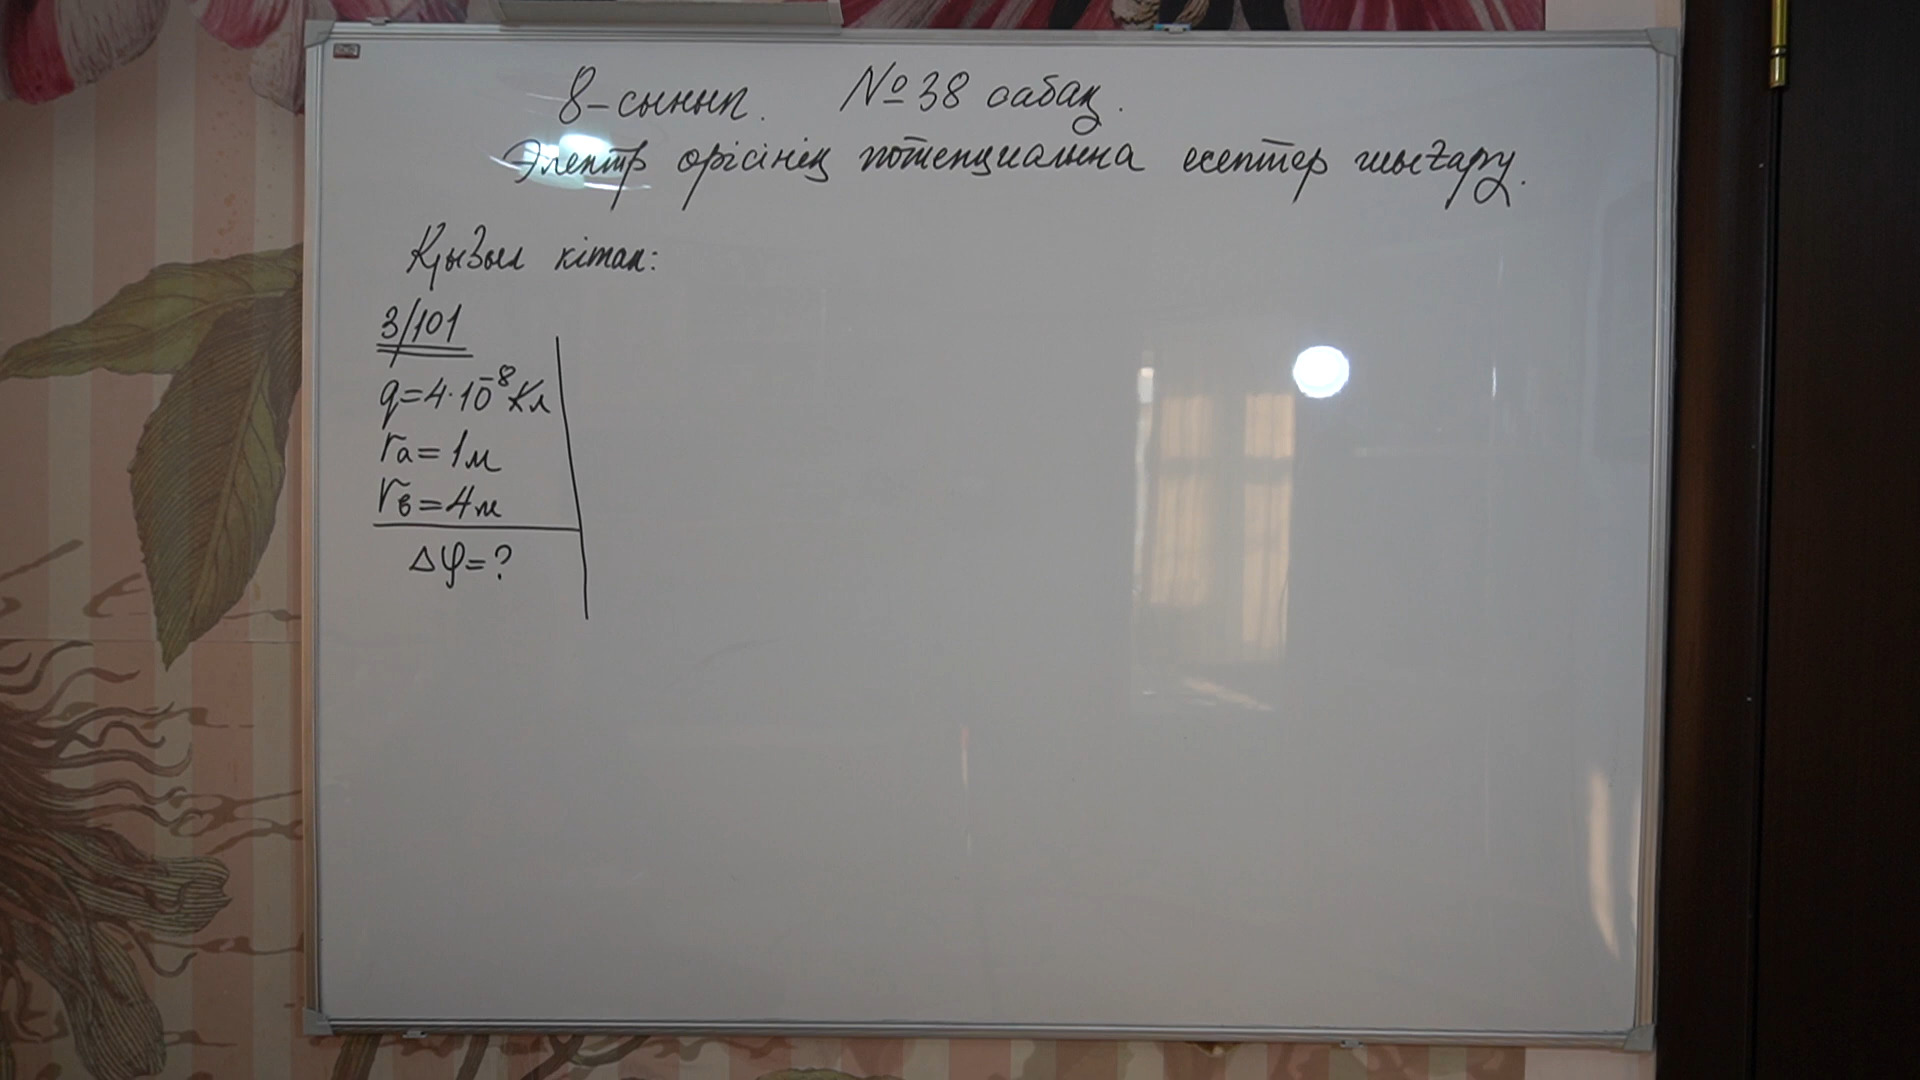 8-сынып. №38 сабақ.
Электр өрісінің потенциалына есептер шығару.
Қызыл кітап:
3/101
q=4·10⁻⁸Кл
rа=1м
rв=4м
Δφ=?